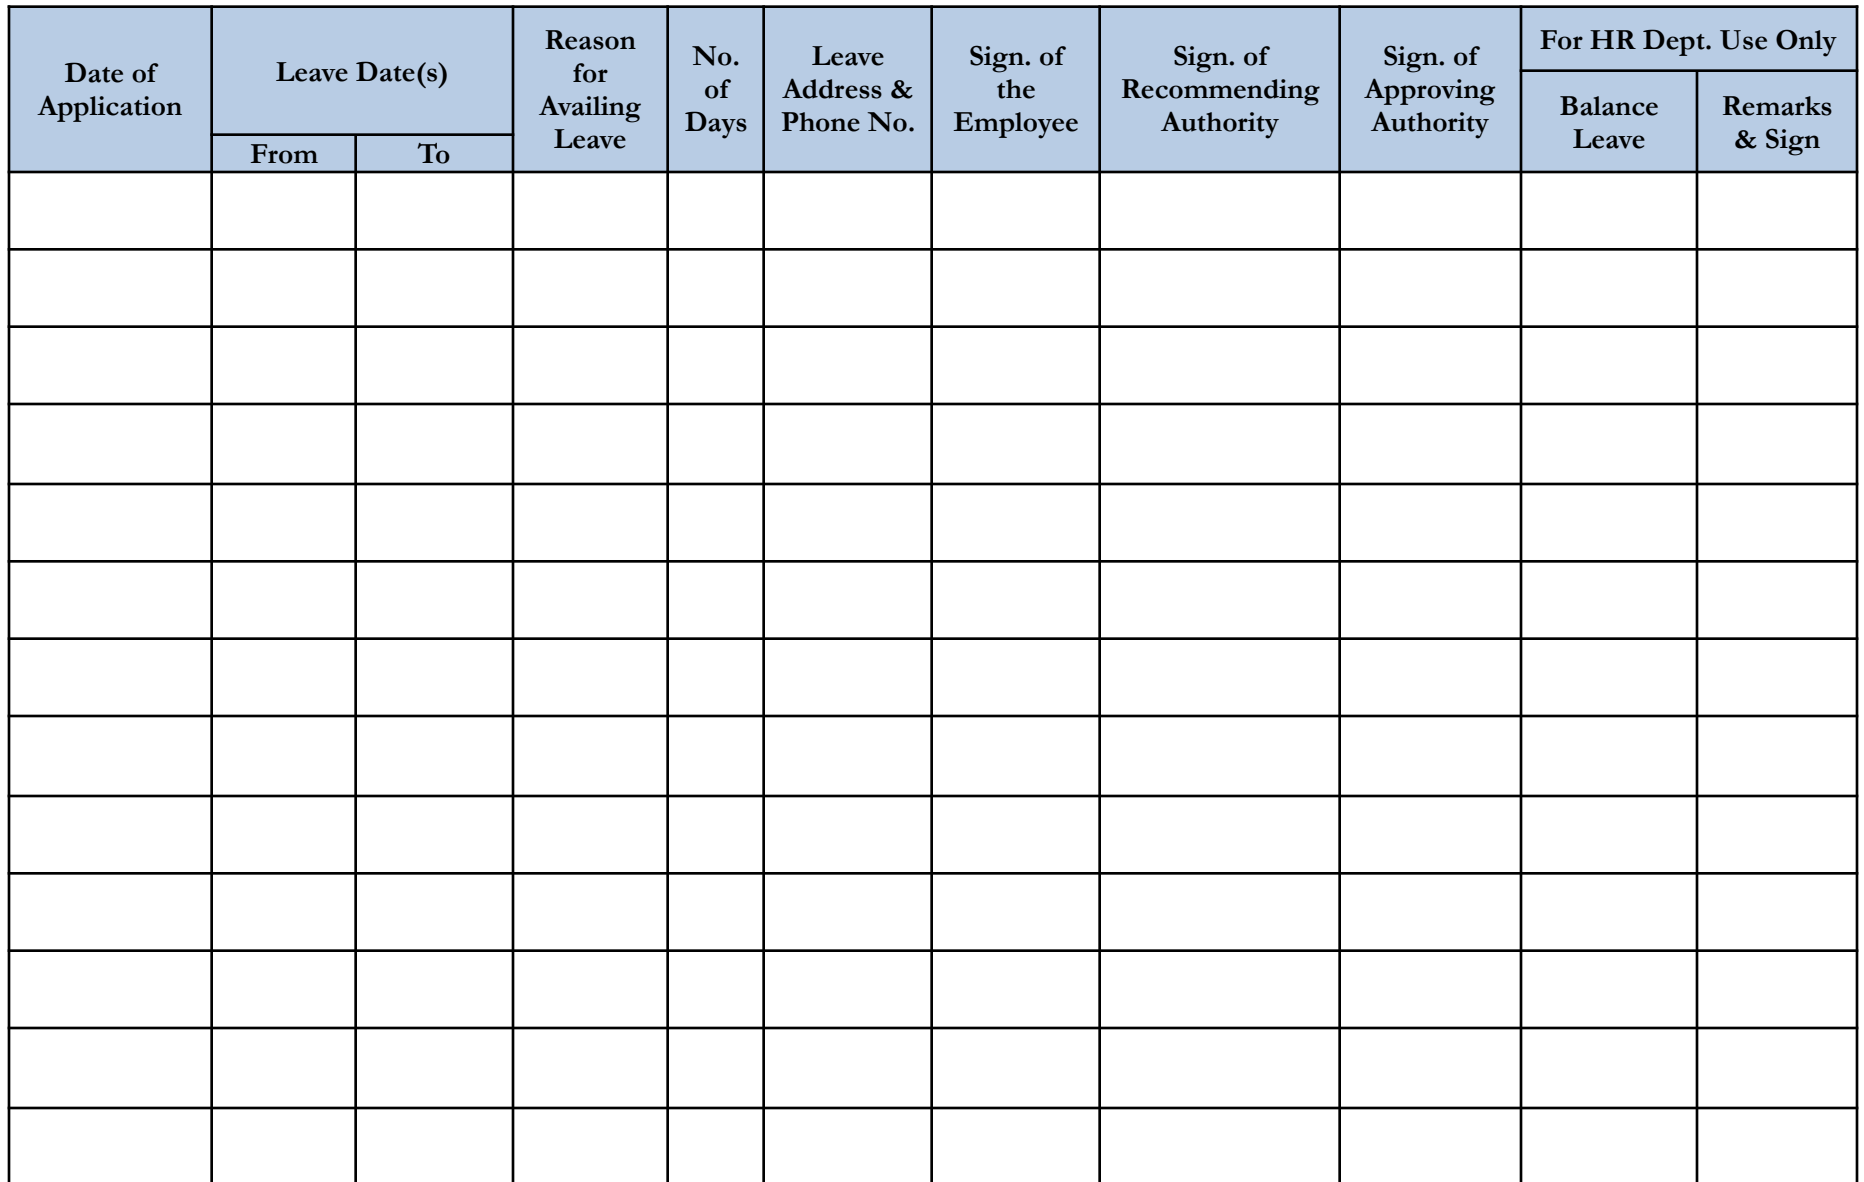 Date of
Application
Leave Date(s)
From
To
Reason
for
Availing
Leave
No.
of
Days
Leave
Address &
Phone No.
Sign. of
the
Employee
Sign. of
Recommending
Authority
Sign. of
Approving
Authority
For HR Dept. Use Only
Balance
Leave
Remarks
& Sign